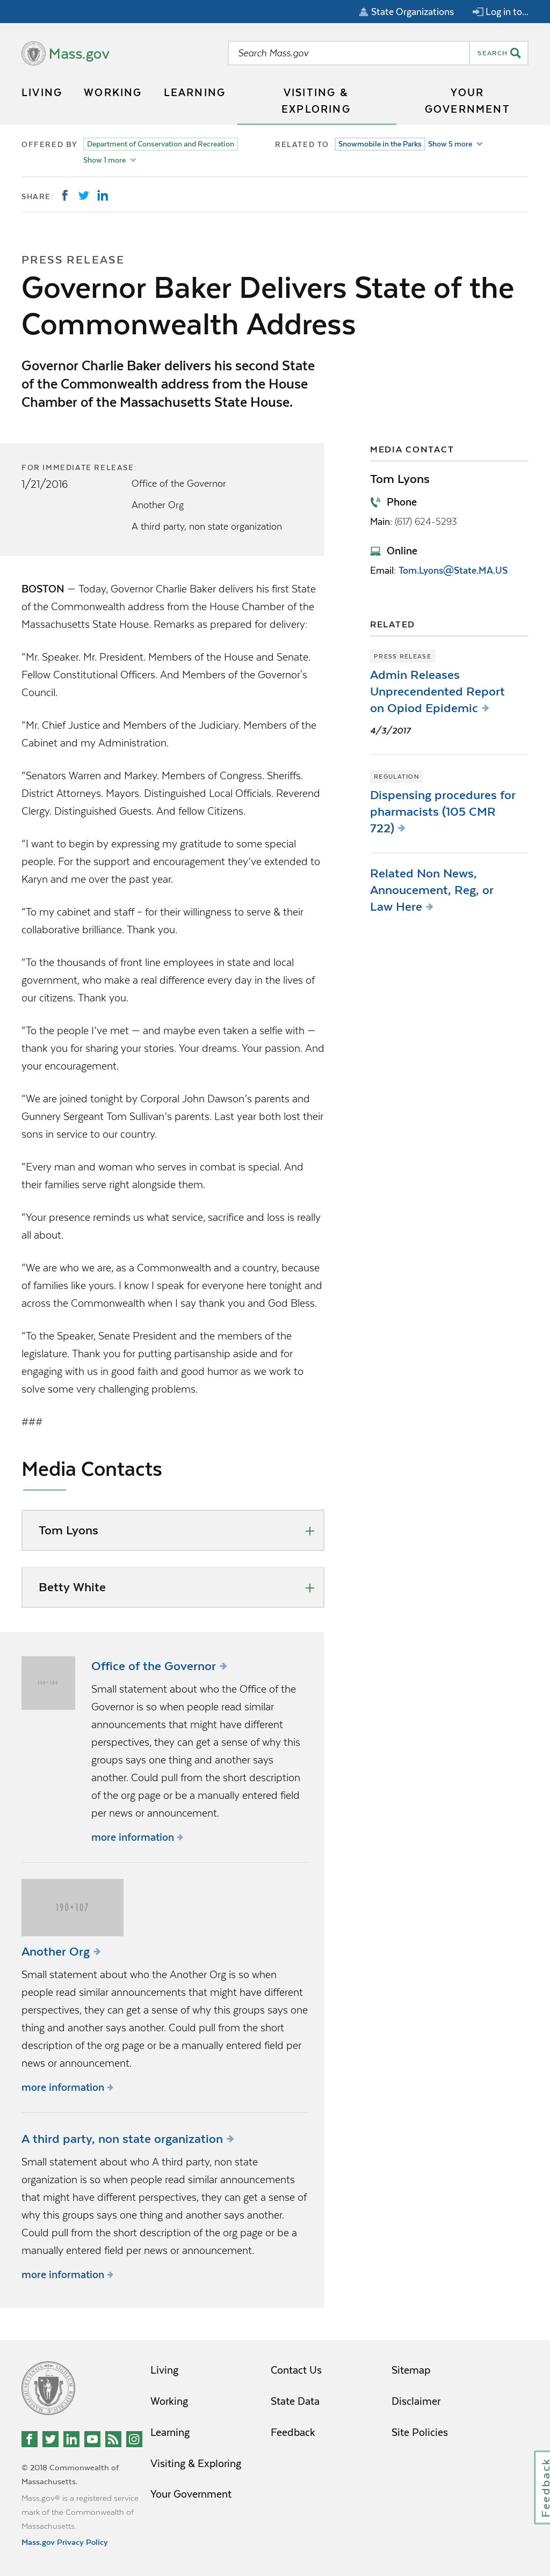 State Organizations
Log in to...
Mass.gov
Search Mass.gov
SEARCH
LIVING
WORKING
LEARNING
VISITING &
EXPLORING
YOUR
GOVERNMENT
OFFERED BY
Department of Conservation and Recreation
Show 1 more
RELATED TO
Snowmobile in the Parks
Show 5 more
SHARE:
PRESS RELEASE
Governor Baker Delivers State of the
Commonwealth Address
Governor Charlie Baker delivers his second State
of the Commonwealth address from the House
Chamber of the Massachusetts State House.
FOR IMMEDIATE RELEASE:
1/21/2016
Office of the Governor
Another Org
A third party, non state organization
BOSTON — Today, Governor Charlie Baker delivers his first State
of the Commonwealth address from the House Chamber of the
Massachusetts State House. Remarks as prepared for delivery:
“Mr. Speaker. Mr. President. Members of the House and Senate.
Fellow Constitutional Officers. And Members of the Governor's
Council.
“Mr. Chief Justice and Members of the Judiciary. Members of the
Cabinet and my Administration.
“Senators Warren and Markey. Members of Congress. Sheriffs.
District Attorneys. Mayors. Distinguished Local Officials. Reverend
Clergy. Distinguished Guests. And fellow Citizens.
“I want to begin by expressing my gratitude to some special
people. For the support and encouragement they've extended to
Karyn and me over the past year.
“To my cabinet and staff – for their willingness to serve & their
collaborative brilliance. Thank you.
“To the thousands of front line employees in state and local
government, who make a real difference every day in the lives of
our citizens. Thank you.
“To the people I've met — and maybe even taken a selfie with —
thank you for sharing your stories. Your dreams. Your passion. And
your encouragement.
“We are joined tonight by Corporal John Dawson's parents and
Gunnery Sergeant Tom Sullivan's parents. Last year both lost their
sons in service to our country.
“Every man and woman who serves in combat is special. And
their families serve right alongside them.
“Your presence reminds us what service, sacrifice and loss is really
all about.
“We are who we are, as a Commonwealth and a country, because
of families like yours. I know I speak for everyone here tonight and
across the Commonwealth when I say thank you and God Bless.
“To the Speaker, Senate President and the members of the
legislature. Thank you for putting partisanship aside and for
engaging with us in good faith and good humor as we work to
solve some very challenging problems.
###
MEDIA CONTACT
Tom Lyons
Phone
Main: (617) 624-5293
Online
Email: Tom.Lyons@State.MA.US
RELATED
PRESS RELEASE
Admin Releases
Unprecendented Report
on Opiod Epidemic
4/3/2017
REGULATION
Dispensing procedures for
pharmacists (105 CMR
722)
Related Non News,
Annoucement, Reg, or
Law Here
Media Contacts
Tom Lyons
Betty White
Office of the Governor
Small statement about who the Office of the
Governor is so when people read similar
announcements that might have different
perspectives, they can get a sense of why this
groups says one thing and another says
another. Could pull from the short description
of the org page or be a manually entered field
per news or announcement.
more information
190×107
Another Org
Small statement about who the Another Org is so when
people read similar announcements that might have different
perspectives, they can get a sense of why this groups says one
thing and another says another. Could pull from the short
description of the org page or be a manually entered field per
news or announcement.
more information
A third party, non state organization
Small statement about who A third party, non state
organization is so when people read similar announcements
that might have different perspectives, they can get a sense of
why this groups says one thing and another says another.
Could pull from the short description of the org page or be a
manually entered field per news or announcement.
more information
Living
Working
Learning
Visiting & Exploring
Your Government
Contact Us
State Data
Feedback
Sitemap
Disclaimer
Site Policies
© 2018 Commonwealth of
Massachusetts.
Mass.gov® is a registered service
mark of the Commonwealth of
Massachusetts.
Mass.gov Privacy Policy
Feedback